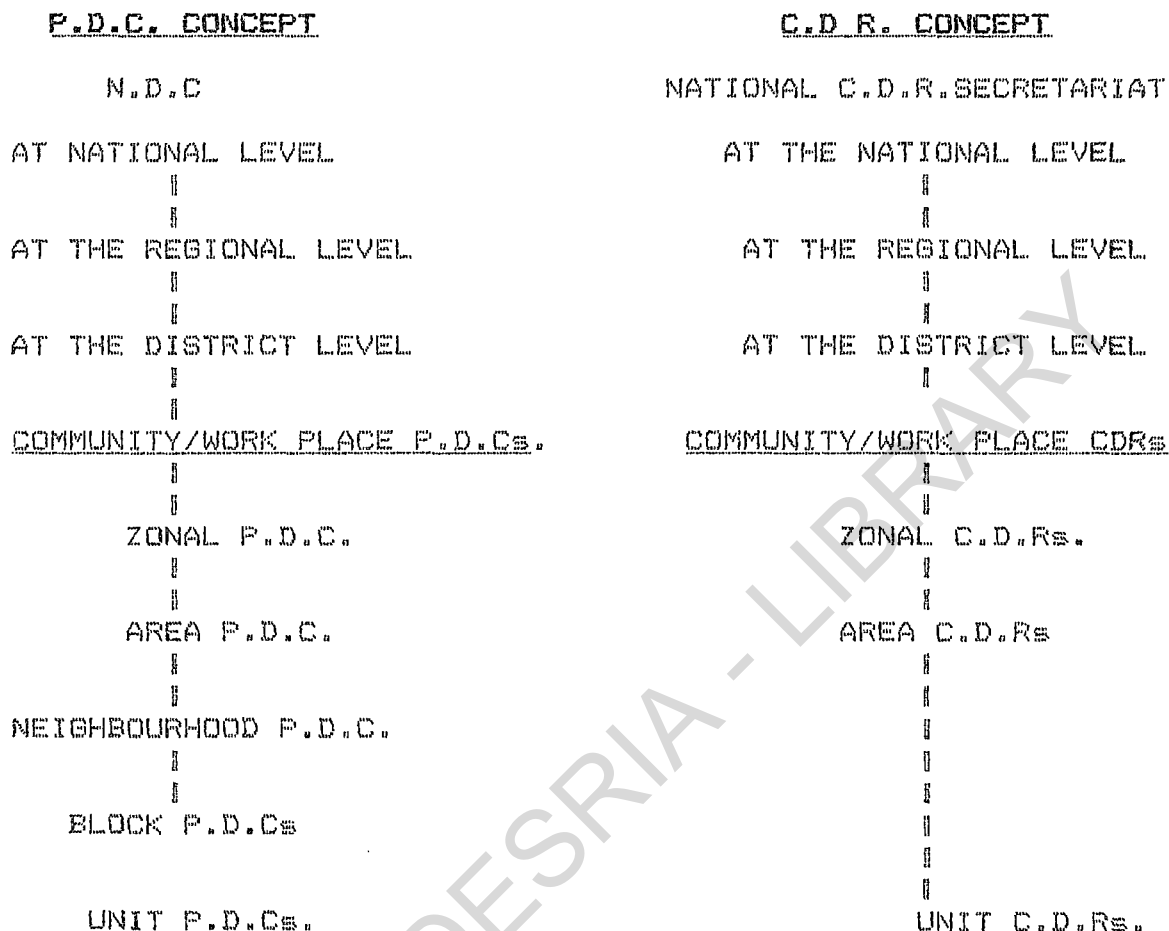 P.D.C. CONCEPT
N.D.C
AT NATIONAL LEVEL
AT THE REGIONAL LEVEL
AT THE DISTRICT LEVEL
COMMUNITY/WORK PLACE P.D.Cs.
ZONAL P.D.C.
AREA P.D.C.
NEIGHBOURHOOD P.D.C.
BLOCK P.D.Cs
UNIT P.D.Cs.
C.D R. CONCEPT
NATIONAL C.D.R.SECRETARIAT
AT THE NATIONAL LEVEL
AT THE REGIONAL LEVEL
AT THE DISTRICT LEVEL
COMMUNITY/WORK PLACE CDRs
ZONAL C.D.Rs.
AREA C.D.Rs
UNIT C.D.Rs.
DESRIA - LIBRARY